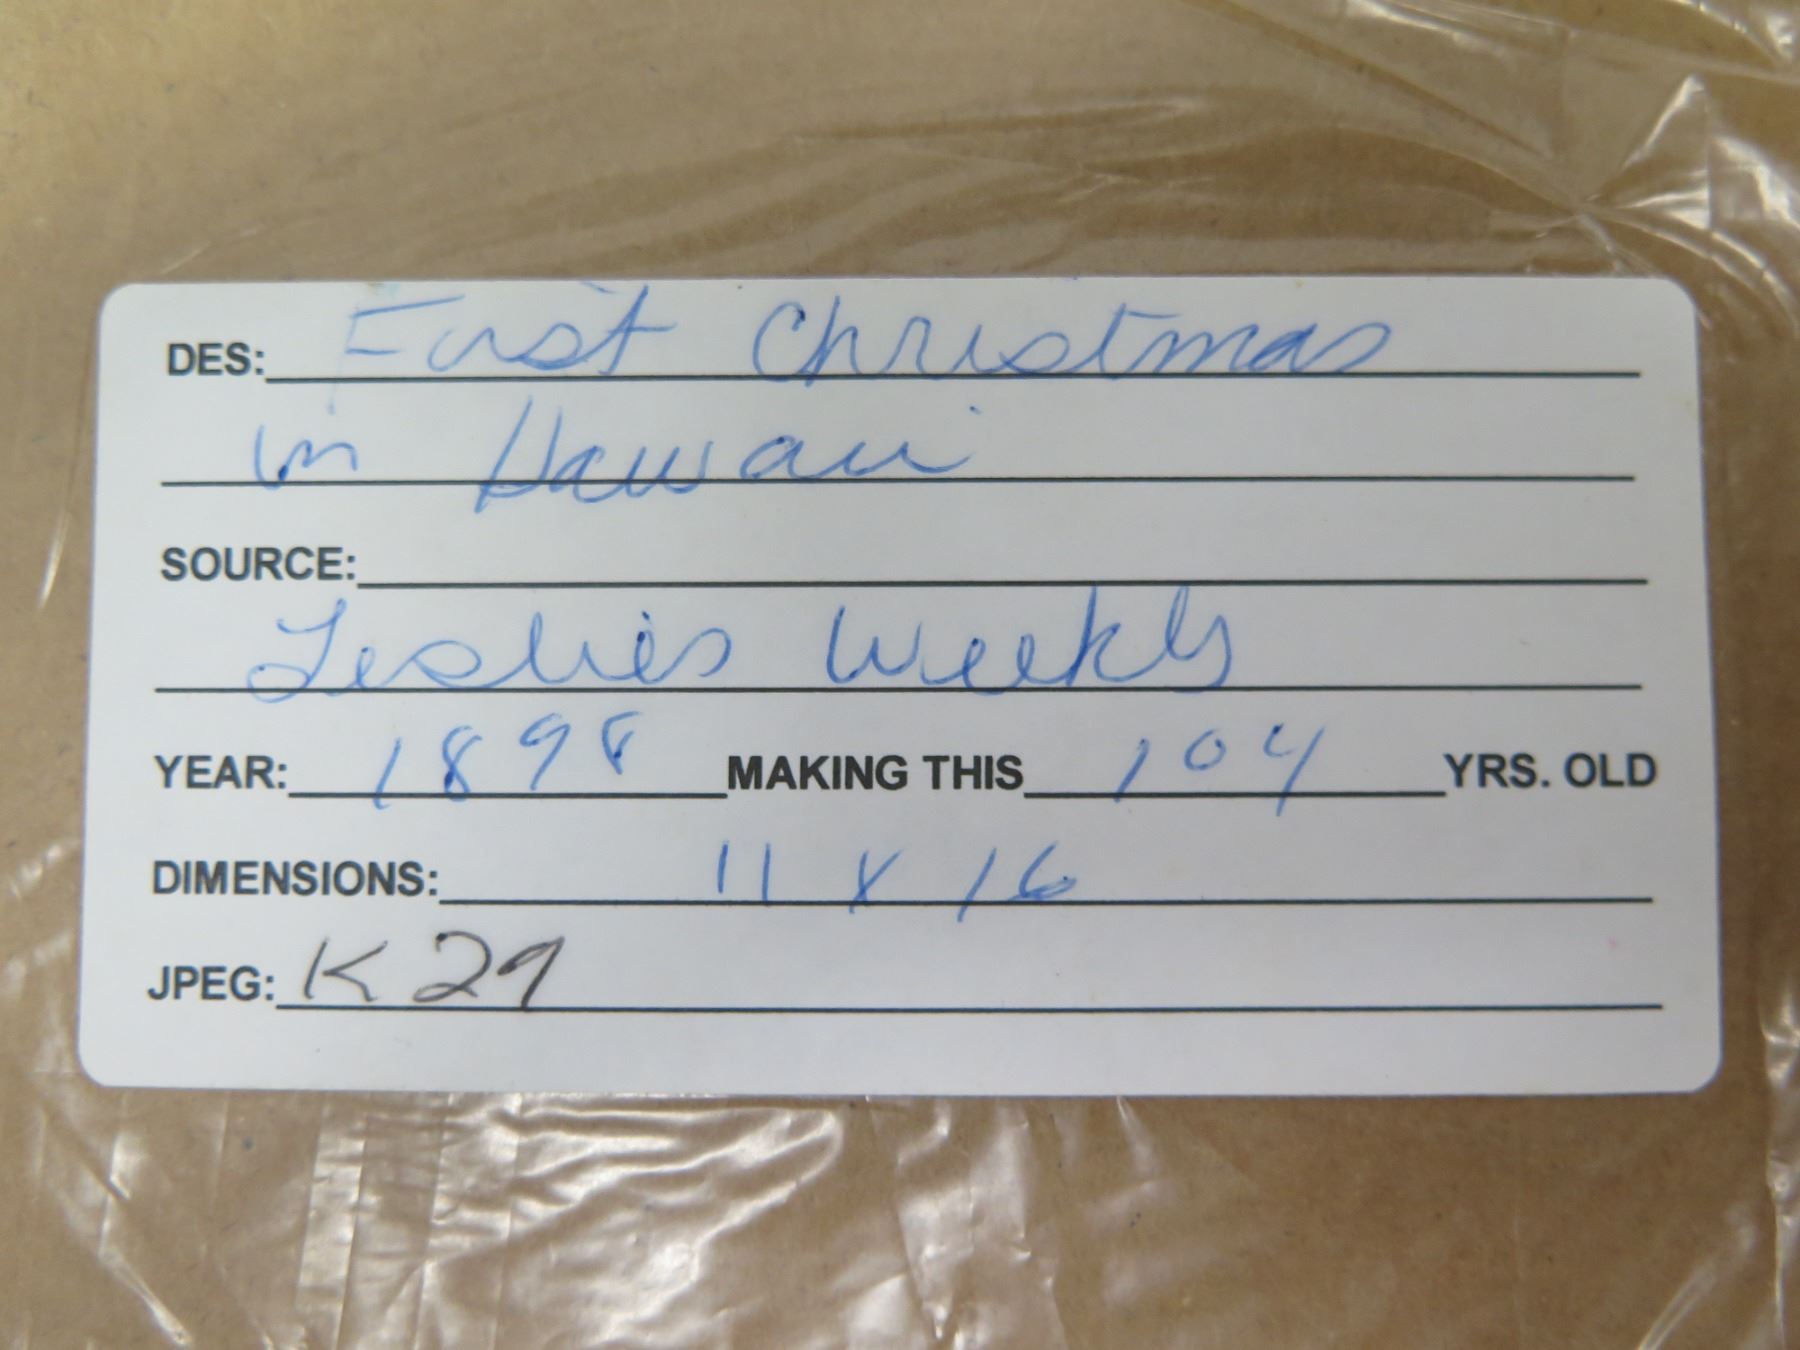 DES: First Christmas
in Hawaii
SOURCE:
Leslie's Weekly
YEAR: 1898 MAKING THIS 104 YRS. OLD
DIMENSIONS: 11 x 16
JPEG: K29